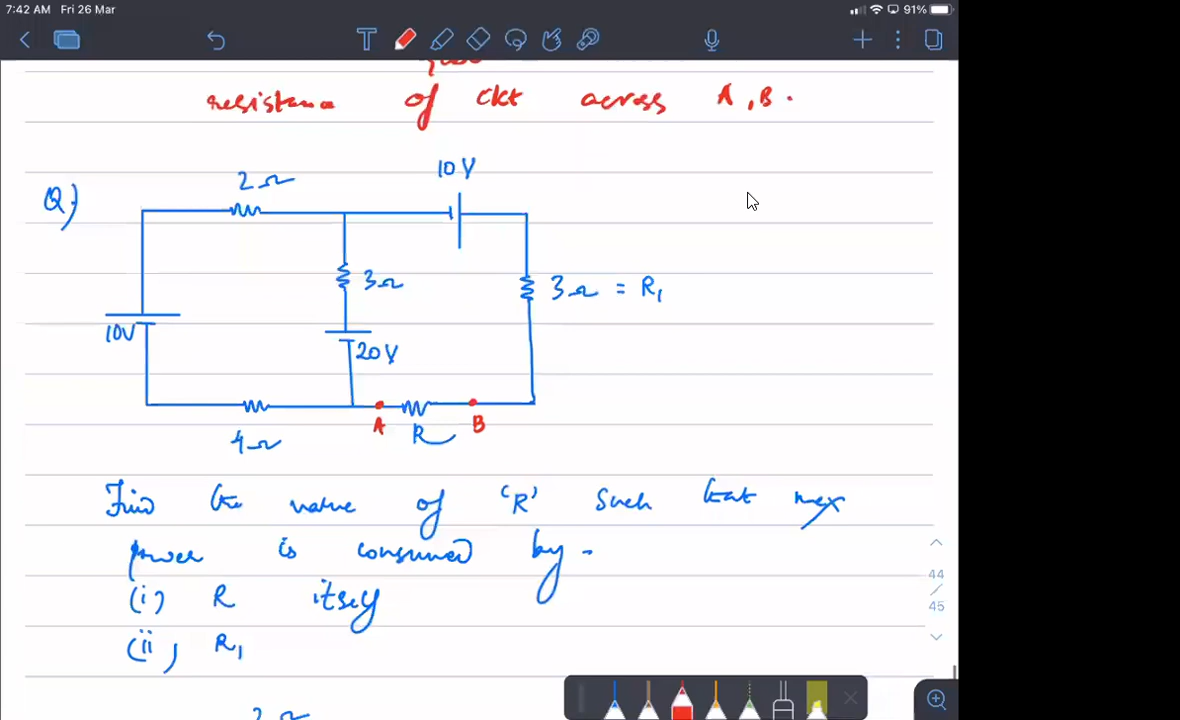 7:42 AM Fri 26 Mar
91%
T
resistance of ckt across A, B.
Q)
2Ω
10V
3Ω
3Ω = R₁
10V
20V
A
R
B
4Ω
Find the value of 'R' such that max
power is consumed by -
(i) R itself
(ii) R₁
44
/
45